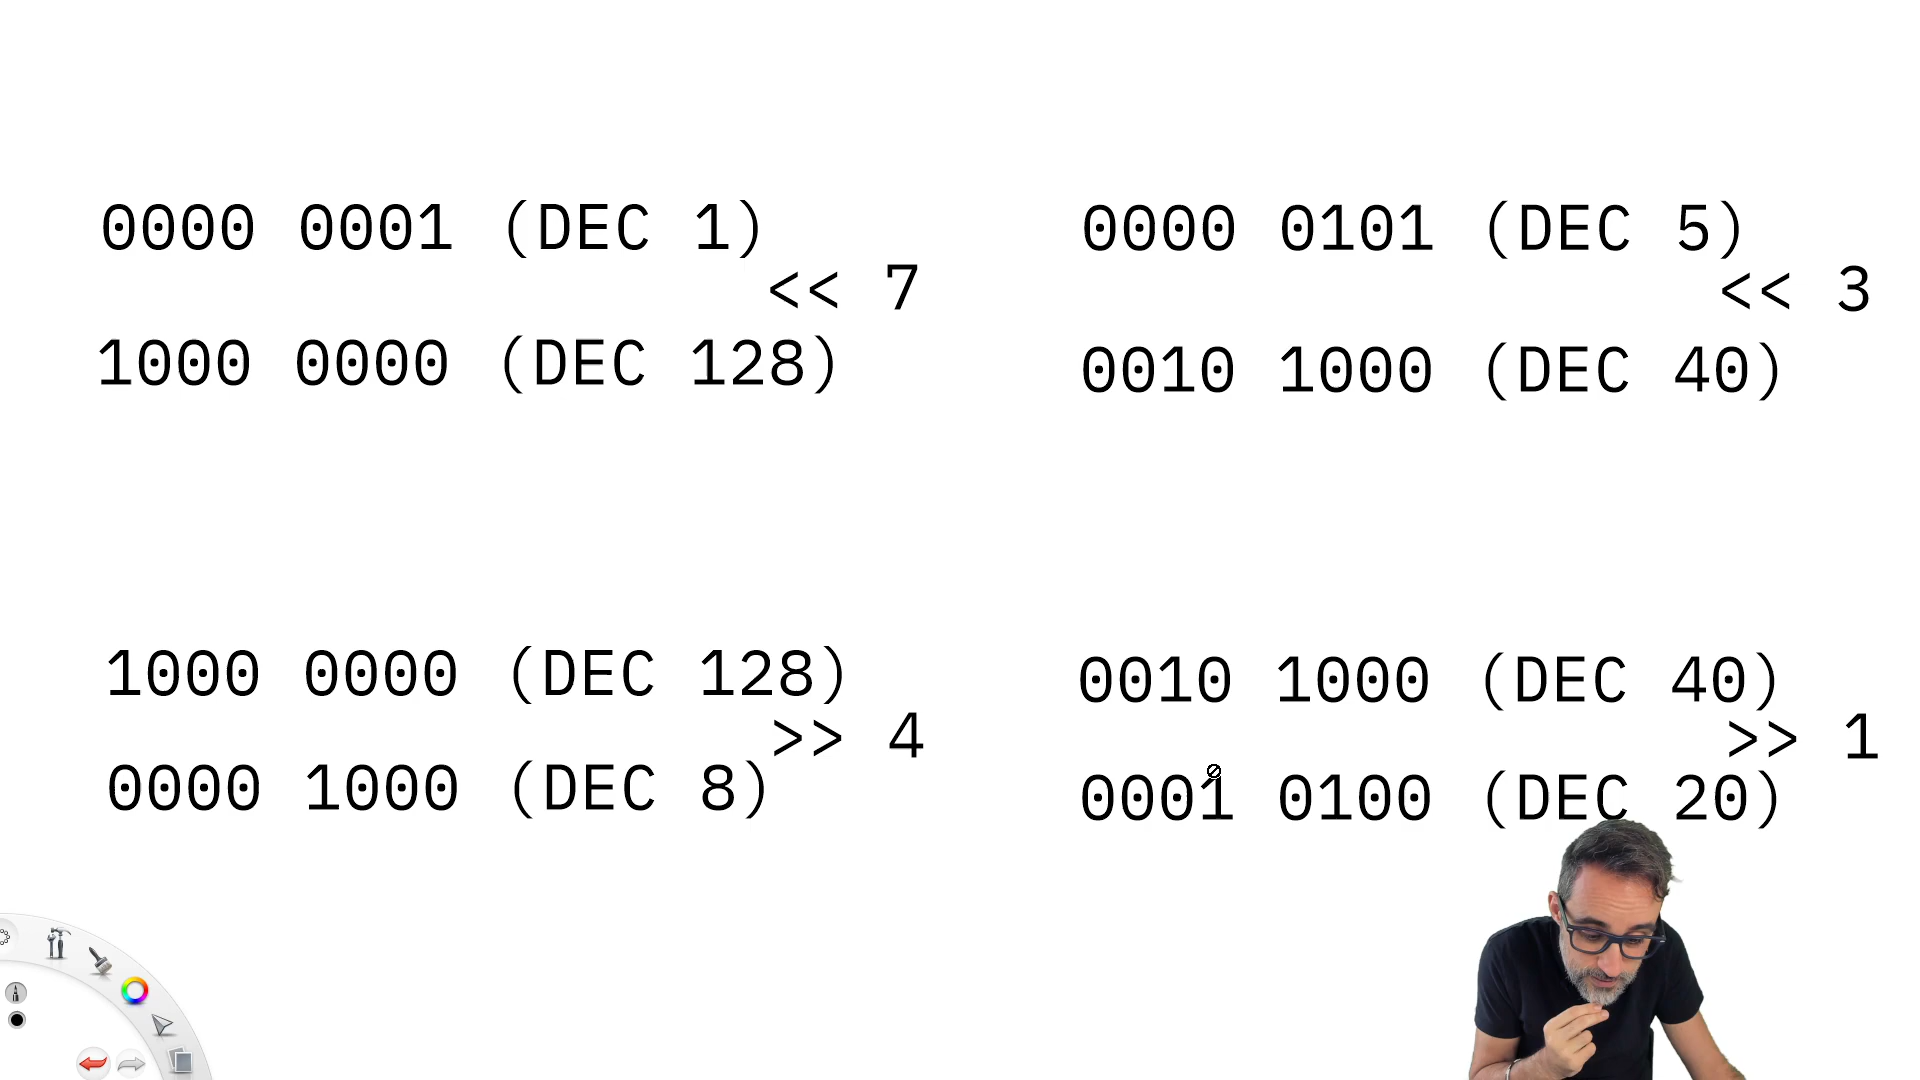 0000 0001 (DEC 1)
<< 7
1000 0000 (DEC 128)
0000 0101 (DEC 5)
<< 3
0010 1000 (DEC 40)
1000 0000 (DEC 128)
>> 4
0000 1000 (DEC 8)
0010 1000 (DEC 40)
>> 1
0001 0100 (DEC 20)